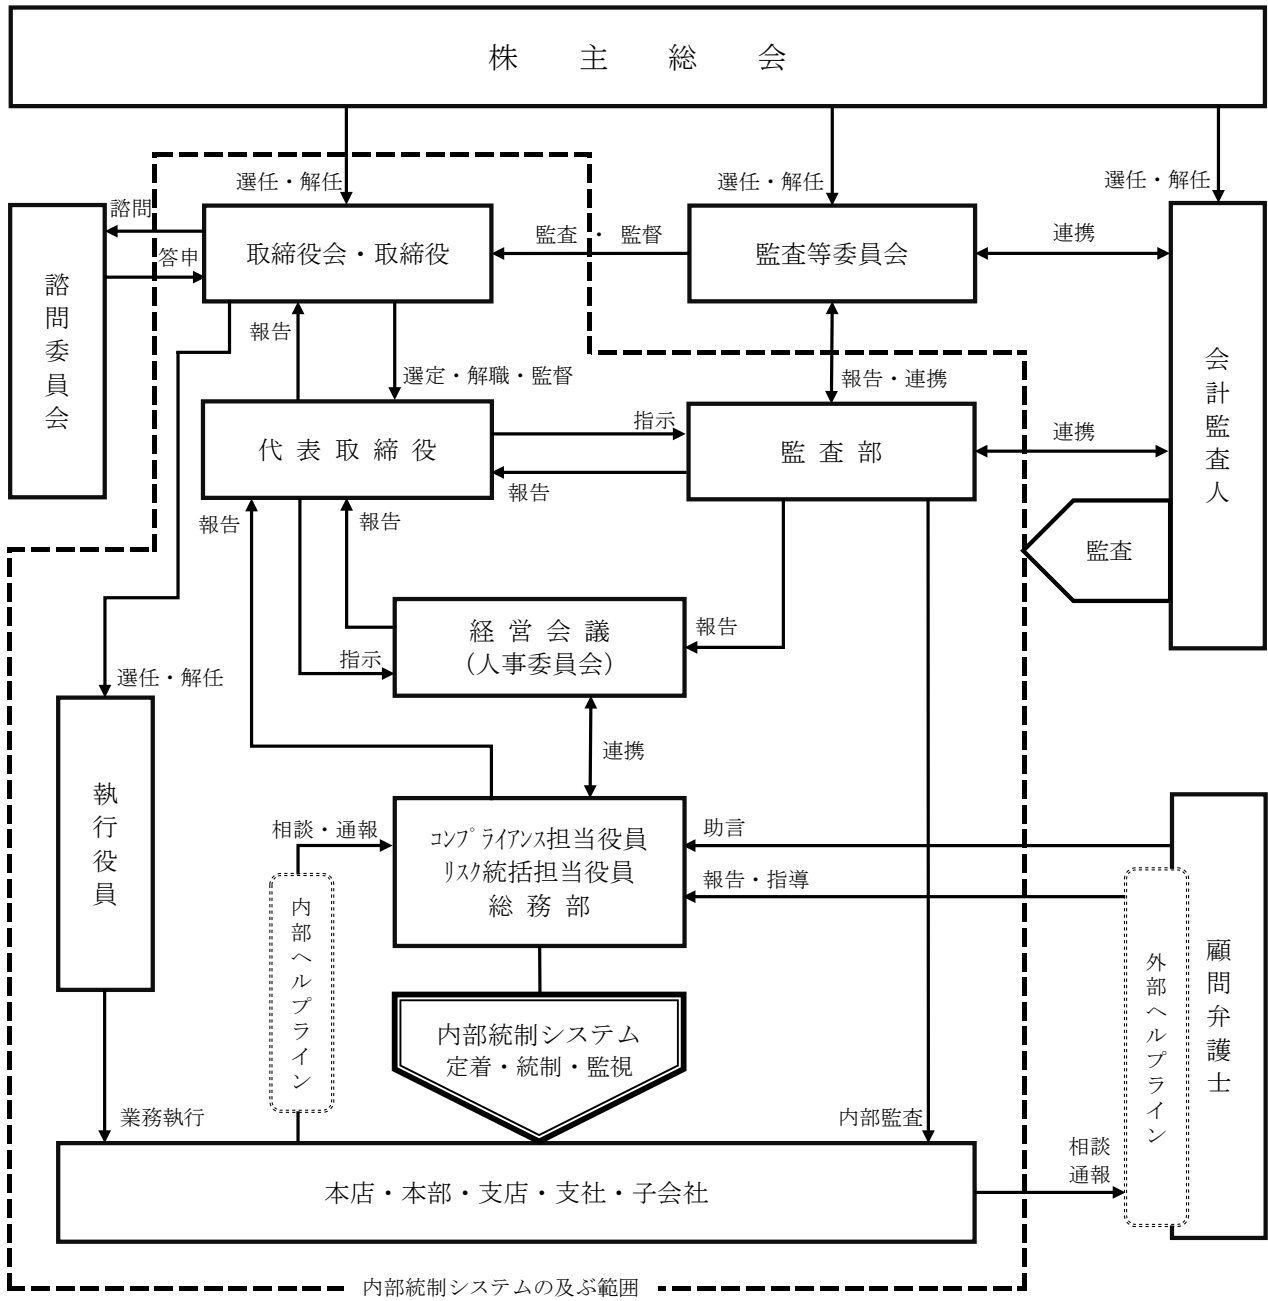 株主総会
選任・解任
選任・解任
選任・解任
諮問
答申
諮問委員会
取締役会・取締役
監査・監督
監査等委員会
連携
会計監査人
報告
選定・解職・監督
報告・連携
代表取締役
指示
報告
監査部
連携
監査
報告
報告
経営会議
(人事委員会)
指示
報告
選任・解任
連携
執行役員
相談・通報
コンプライアンス担当役員
リスク統括担当役員
総務部
助言
報告・指導
内部ヘルプライン
外部ヘルプライン
顧問弁護士
内部統制システム
定着・統制・監視
業務執行
内部監査
相談
通報
本店・本部・支店・支社・子会社
内部統制システムの及ぶ範囲